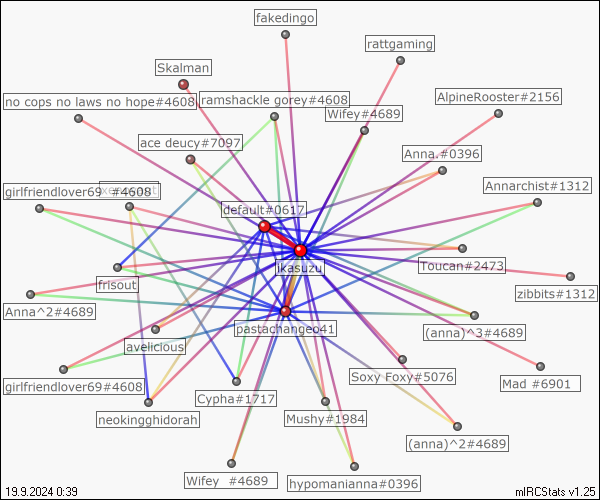 fakedingo
rattgaming
Skalman
no cops no laws no hope#4608
ramshackle gorey#4608
AlpineRooster#2156
Wifey#4689
ace deucy#7097
Anna.#0396
girlfriendlover69 #4608
Annarchist#1312
default#0617
ikasuzu
Toucan#2473
frisout
zibbits#1312
Anna^2#4689
pastachangeo41
(anna)^3#4689
avelicious
Soxy Foxy#5076
girlfriendlover69#4608
Mad #6901
Cypha#1717
neokingghidorah
Mushy#1984
(anna)^2#4689
Wifey #4689
hypomanianna#0396
19.9.2024 0:39
mIRCStats v1.25